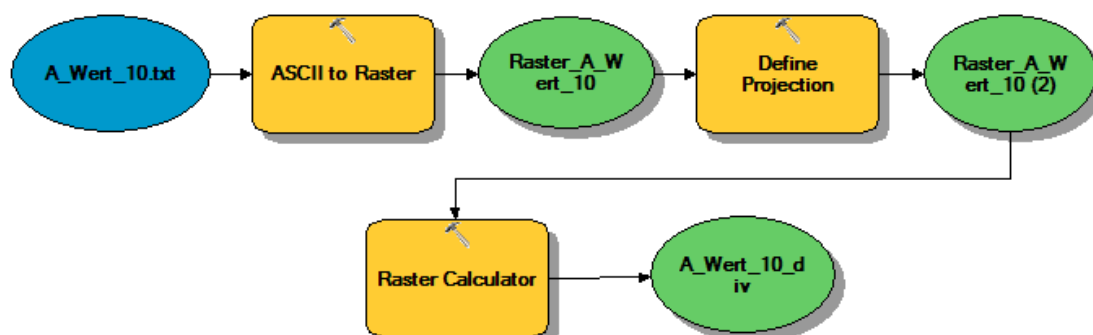 A_Wert_10.txt
ASCII to Raster
Raster_A_W
ert_10
Define
Projection
Raster_A_W
ert_10 (2)
Raster Calculator
A_Wert_10_d
iv